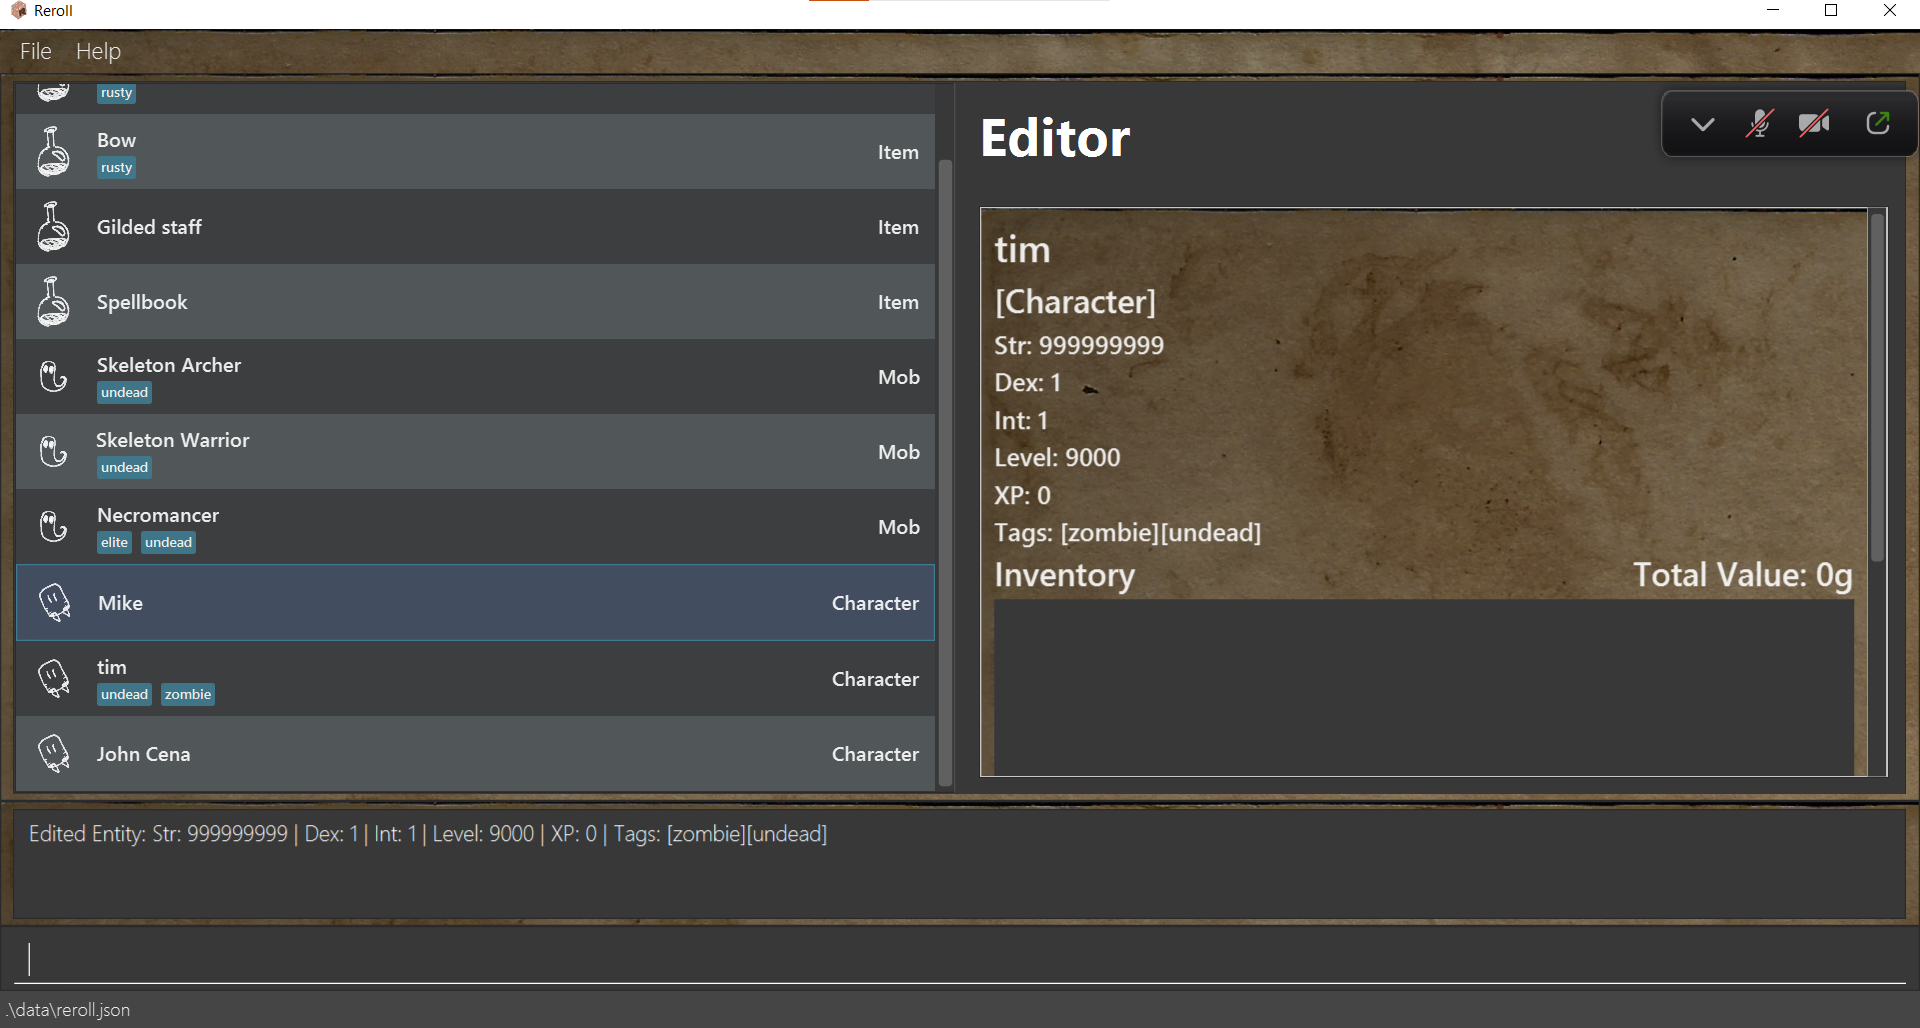 Reroll
File Help
rusty
Bow
rusty
Item
Gilded staff
Item
Spellbook
Item
Skeleton Archer
undead
Mob
Skeleton Warrior
undead
Mob
Necromancer
elite undead
Mob
Mike
Character
tim
undead zombie
Character
John Cena
Character
Editor
tim
[Character]
Str: 999999999
Dex: 1
Int: 1
Level: 9000
XP: 0
Tags: [zombie][undead]
Inventory Total Value: 0g
Edited Entity: Str: 999999999 | Dex: 1 | Int: 1 | Level: 9000 | XP: 0 | Tags: [zombie][undead]
.\data\reroll.json